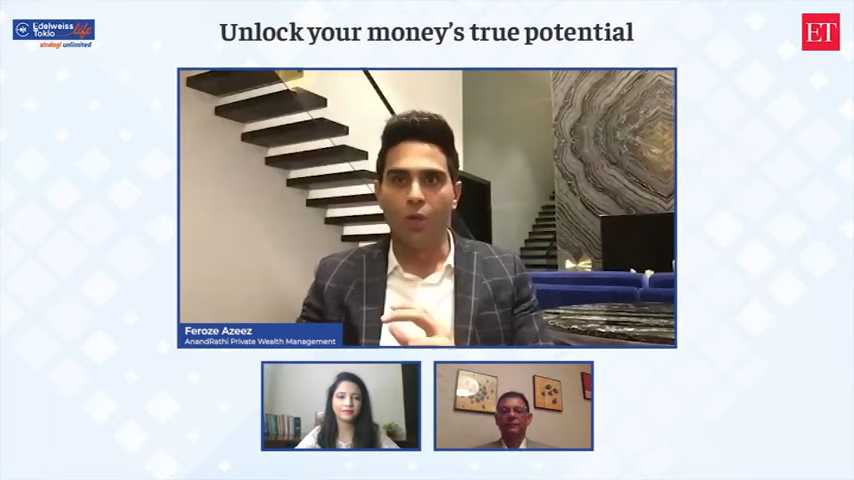 Edelweiss
Tokio life
zindagi unlimited
Unlock your money's true potential
ET
Feroze Azeez
AnandRathi Private Wealth Management